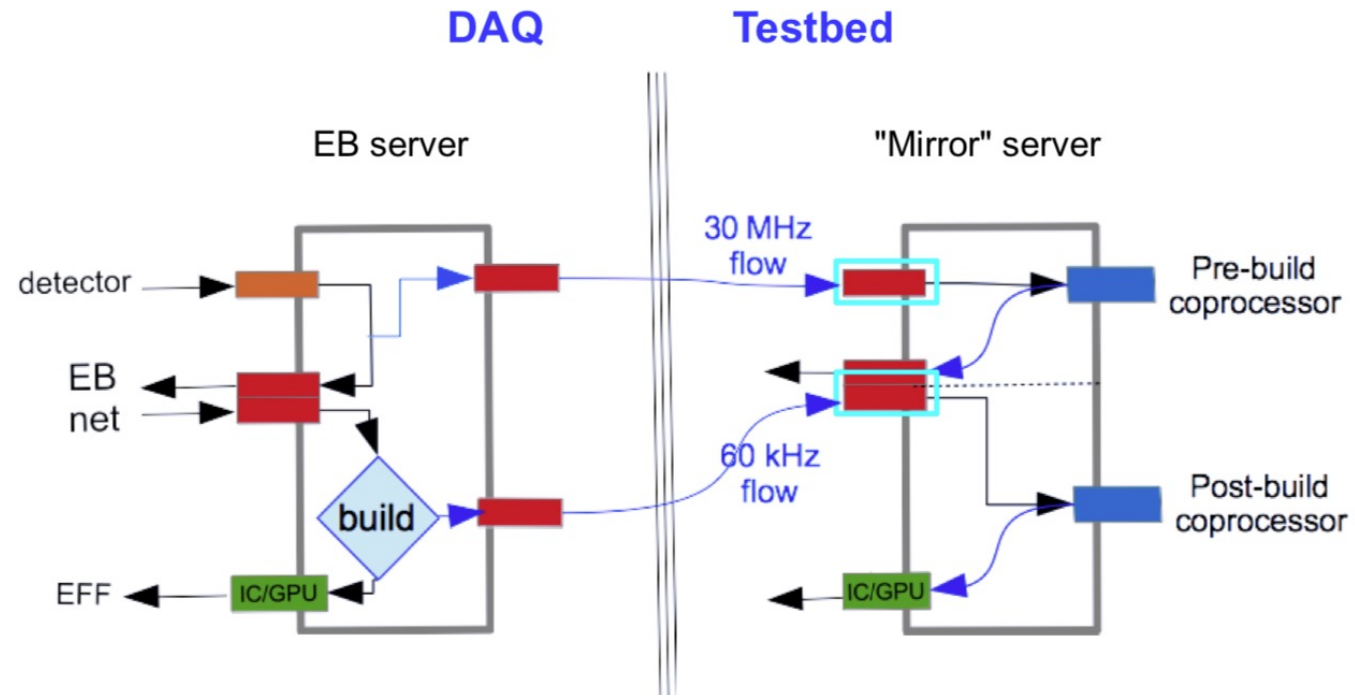 DAQ
Testbed
EB server
"Mirror" server
30 MHz
flow
detector
Pre-build
coprocessor
EB
net
60 kHz
flow
build
Post-build
coprocessor
EFF
IC/GPU
IC/GPU